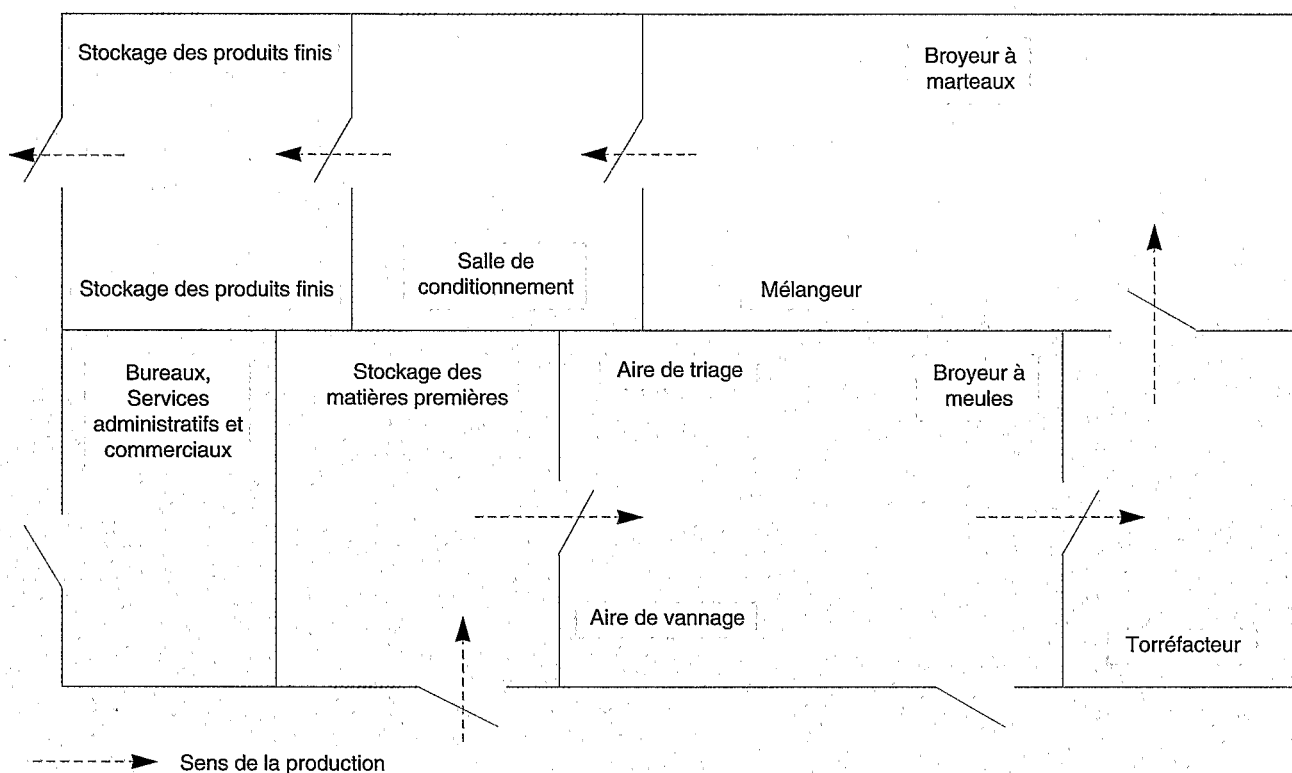 Stockage des produits finis
Broyeur à
marteaux
Stockage des produits finis
Salle de
conditionnement
Mélangeur
Bureaux,
Services
administratifs et
commerciaux
Stockage des
matières premières
Aire de triage
Broyeur à
meules
Aire de vannage
Torréfacteur
Sens de la production